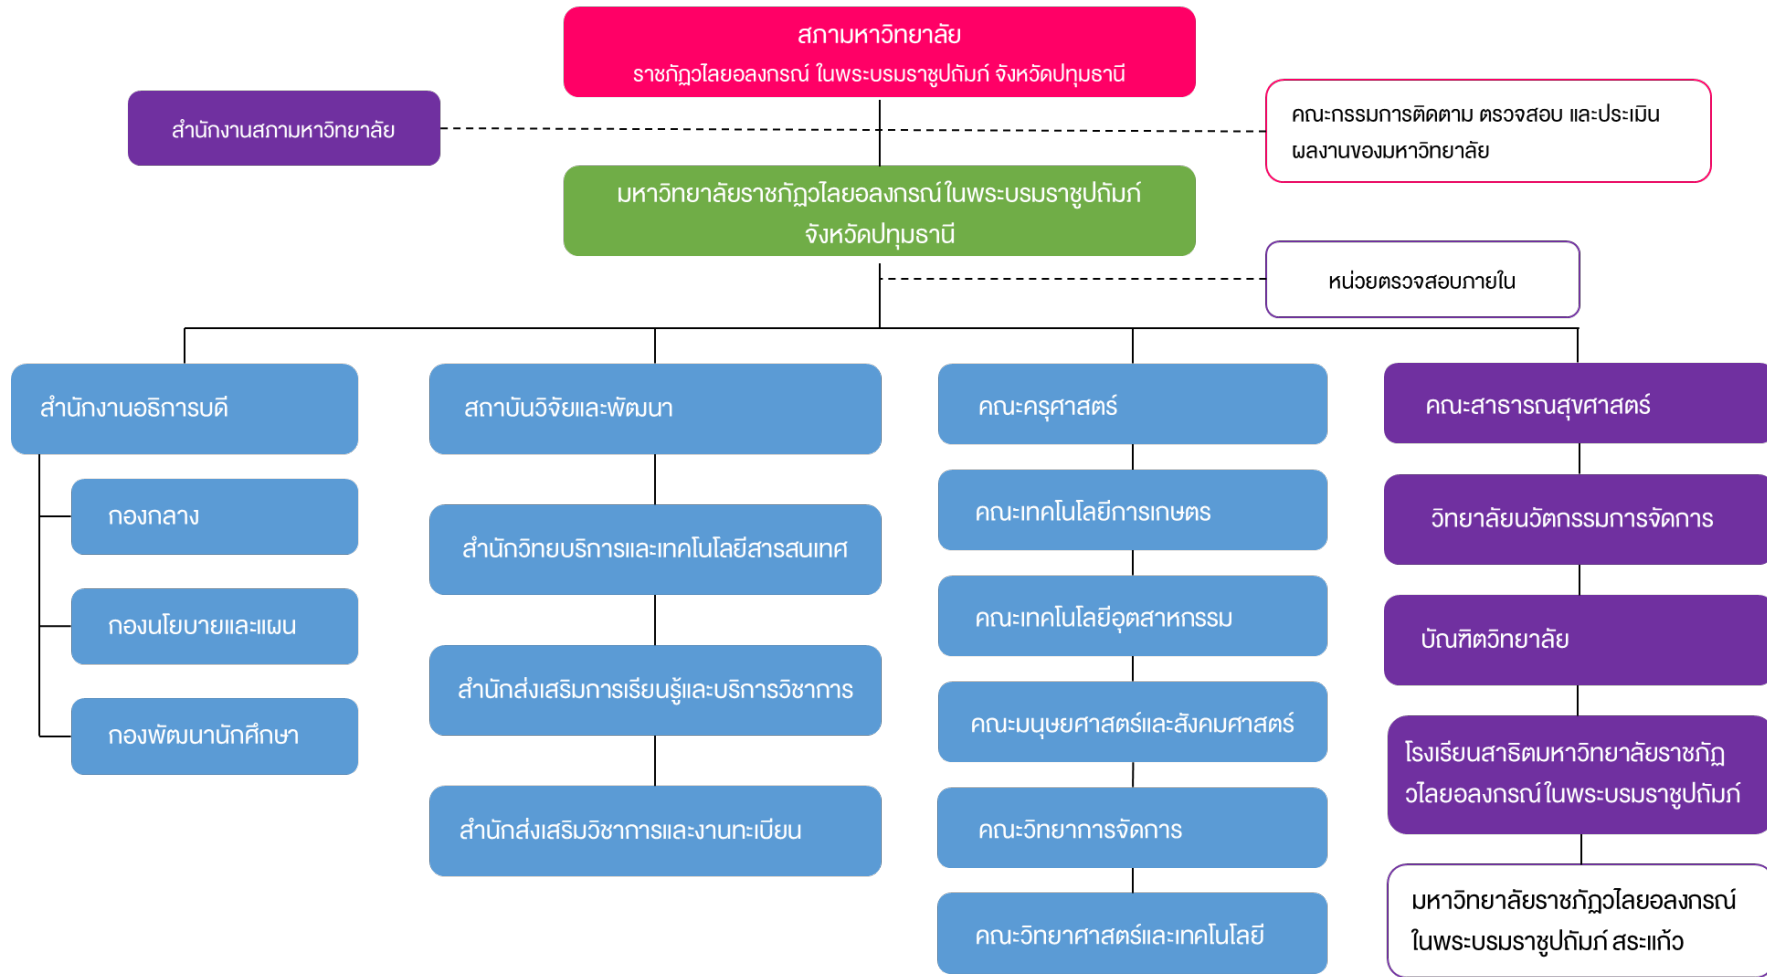 สภามหาวิทยาลัย
ราชภัฏวไลยอลงกรณ์ ในพระบรมราชูปถัมภ์ จังหวัดปทุมธานี
สำนักงานสภามหาวิทยาลัย
คณะกรรมการติดตาม ตรวจสอบ และประเมิน
ผลงานของมหาวิทยาลัย
มหาวิทยาลัยราชภัฏวไลยอลงกรณ์ ในพระบรมราชูปถัมภ์
จังหวัดปทุมธานี
หน่วยตรวจสอบภายใน
สำนักงานอธิการบดี
กองกลาง
กองนโยบายและแผน
กองพัฒนานักศึกษา
สถาบันวิจัยและพัฒนา
สำนักวิทยบริการและเทคโนโลยีสารสนเทศ
สำนักส่งเสริมการเรียนรู้และบริการวิชาการ
สำนักส่งเสริมวิชาการและงานทะเบียน
คณะครุศาสตร์
คณะเทคโนโลยีการเกษตร
คณะเทคโนโลยีอุตสาหกรรม
คณะมนุษยศาสตร์และสังคมศาสตร์
คณะวิทยาการจัดการ
คณะวิทยาศาสตร์และเทคโนโลยี
คณะสาธารณสุขศาสตร์
วิทยาลัยนวัตกรรมการจัดการ
บัณฑิตวิทยาลัย
โรงเรียนสาธิตมหาวิทยาลัยราชภัฏ
วไลยอลงกรณ์ ในพระบรมราชูปถัมภ์
มหาวิทยาลัยราชภัฏวไลยอลงกรณ์
ในพระบรมราชูปถัมภ์ สระแก้ว